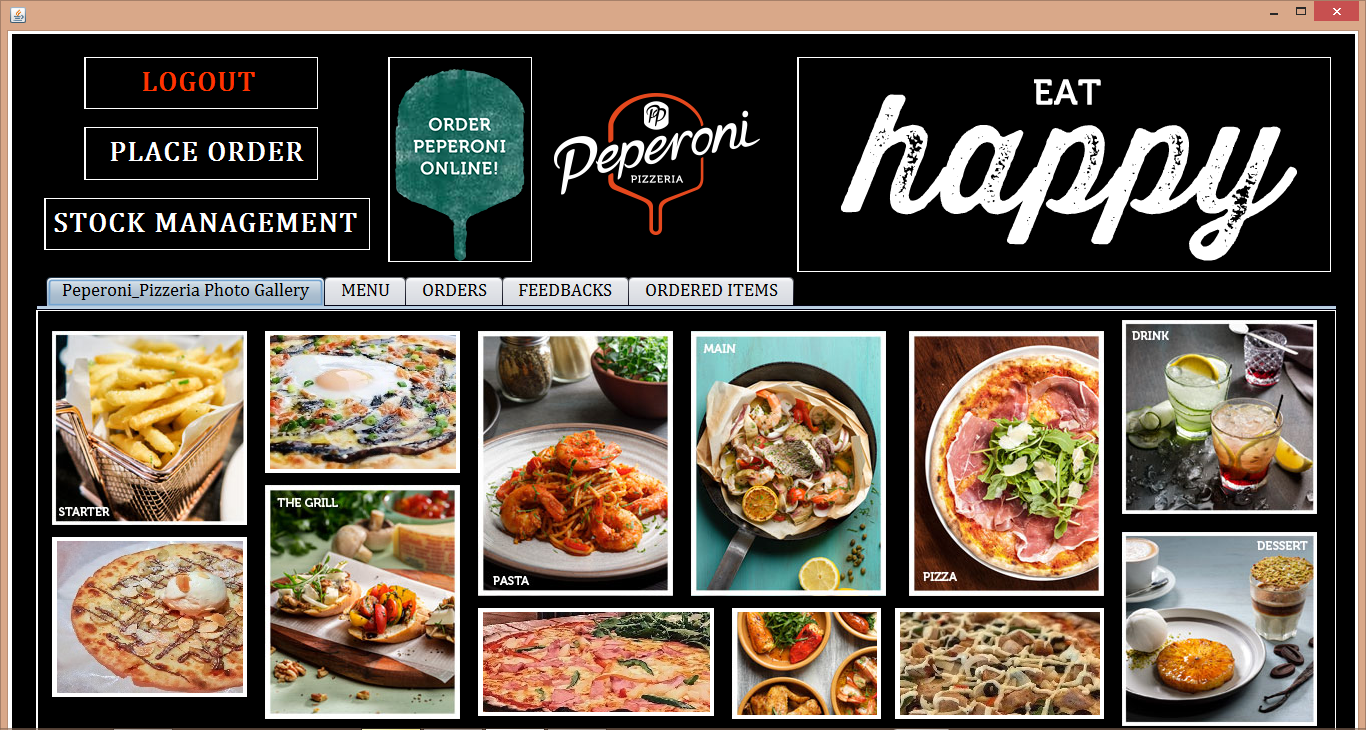 LOGOUT
PLACE ORDER
STOCK MANAGEMENT
ORDER
PEPERONI
ONLINE!
PP
Peperoni
PIZZERIA
EAT
happy
Peperoni_Pizzeria Photo Gallery
MENU
ORDERS
FEEDBACKS
ORDERED ITEMS
STARTER
THE GRILL
PASTA
MAIN
PIZZA
DRINK
DESSERT